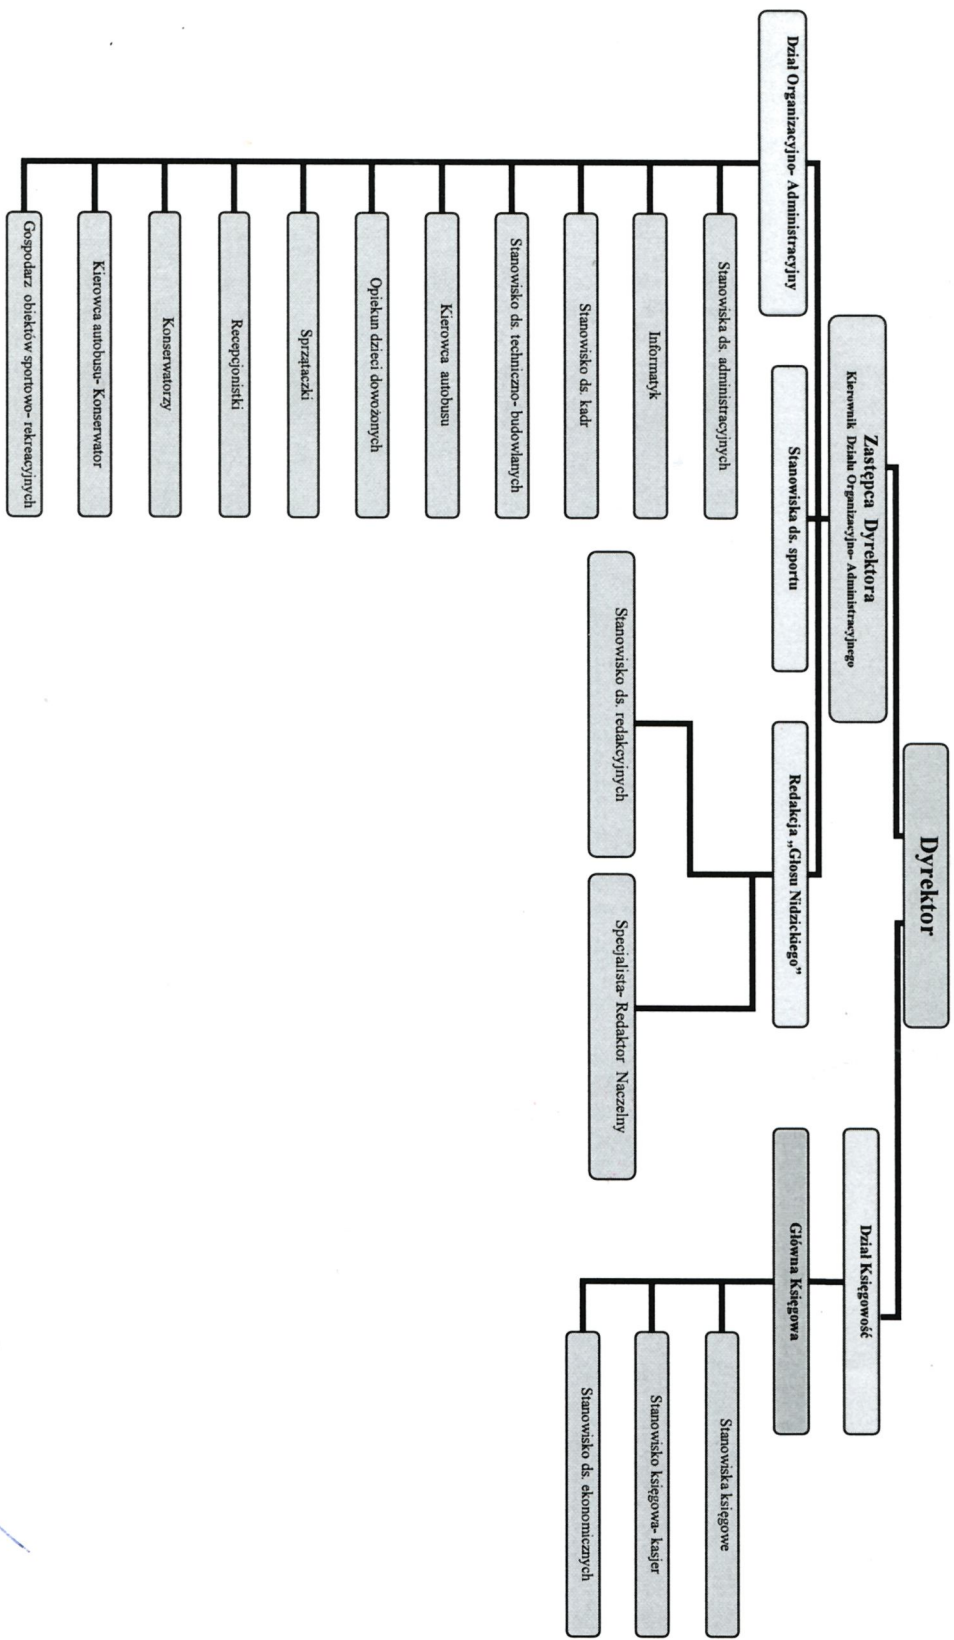 Dyrektor
Zastępca Dyrektora
Kierownik Działu Organizacyjno- Administracyjnego
Dział Księgowość
Dział Organizacyjno- Administracyjny
Stanowiska ds. sportu
Redakcja „Głosu Nidzickiego”
Główna Księgowa
Stanowiska ds. administracyjnych
Informatyk
Stanowisko ds. kadr
Stanowisko ds. techniczno- budowlanych
Kierowca autobusu
Opiekun dzieci dowożonych
Sprzątaczki
Recepcjonistki
Konserwatorzy
Kierowca autobusu- Konserwator
Gospodarz obiektów sportowo- rekreacyjnych
Stanowisko ds. redakcyjnych
Specjalista- Redaktor Naczelny
Stanowiska księgowe
Stanowisko księgowa- kasjer
Stanowisko ds. ekonomicznych